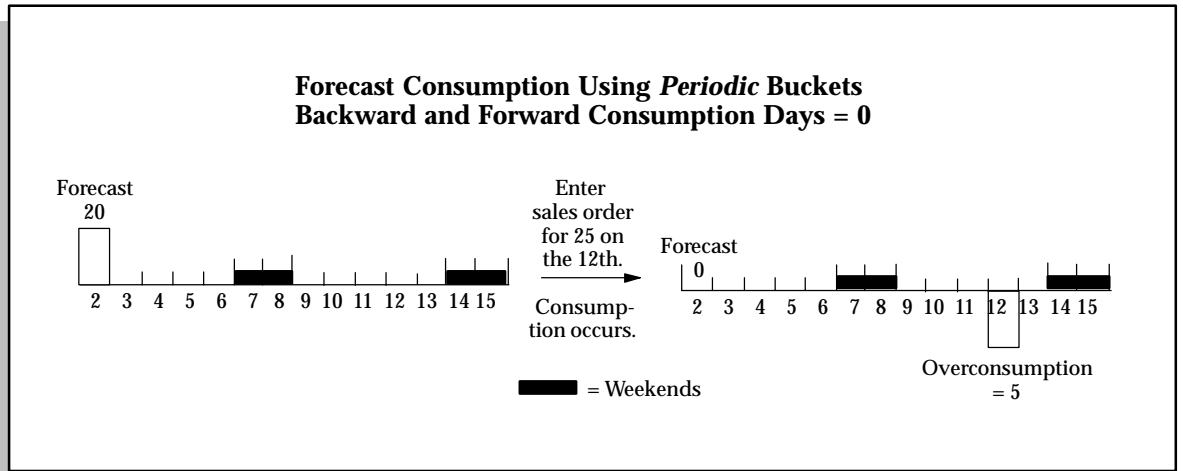 Forecast Consumption Using Periodic Buckets
Backward and Forward Consumption Days = 0
Forecast
20
2 3 4 5 6 7 8 9 10 11 12 13 14 15
Enter
sales order
for 25 on
the 12th.
Consump-
tion occurs.
Forecast
0
2 3 4 5 6 7 8 9 10 11 12 13 14 15
Overconsumption
= 5
= Weekends